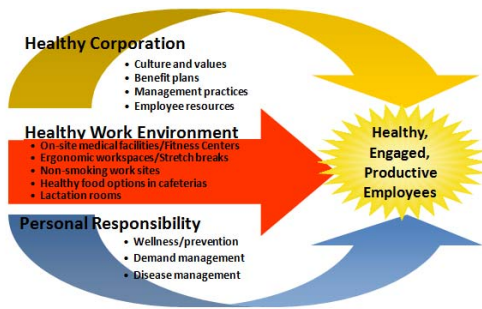 Healthy Corporation
• Culture and values
• Benefit plans
• Management practices
• Employee resources
Healthy Work Environment
• On-site medical facilities/Fitness Centers
• Ergonomic workspaces/Stretch breaks
• Non-smoking work sites
• Healthy food options in cafeterias
• Lactation rooms
Personal Responsibility
• Wellness/prevention
• Demand management
• Disease management
Healthy,
Engaged,
Productive
Employees